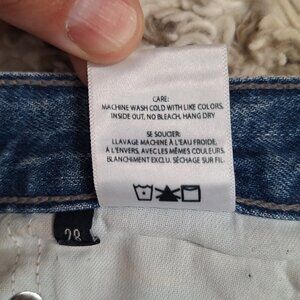 CARE:
MACHINE WASH COLD WITH LIKE COLORS,
INSIDE OUT, NO BLEACH, HANG DRY
SE SOUCIER:
LLAVAGE MACHINE À L'EAU FROIDE,
À L'ENVERS, AVEC LES MÊMES COULEURS,
BLANCHIMENT EXCLU. SÉCHAGE SUR FIL.
28